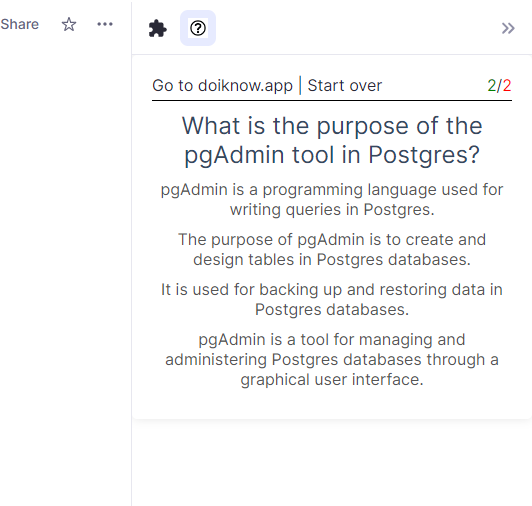 Share
Go to doiknow.app | Start over 2/2
What is the purpose of the
pgAdmin tool in Postgres?
pgAdmin is a programming language used for
writing queries in Postgres.
The purpose of pgAdmin is to create and
design tables in Postgres databases.
It is used for backing up and restoring data in
Postgres databases.
pgAdmin is a tool for managing and
administering Postgres databases through a
graphical user interface.